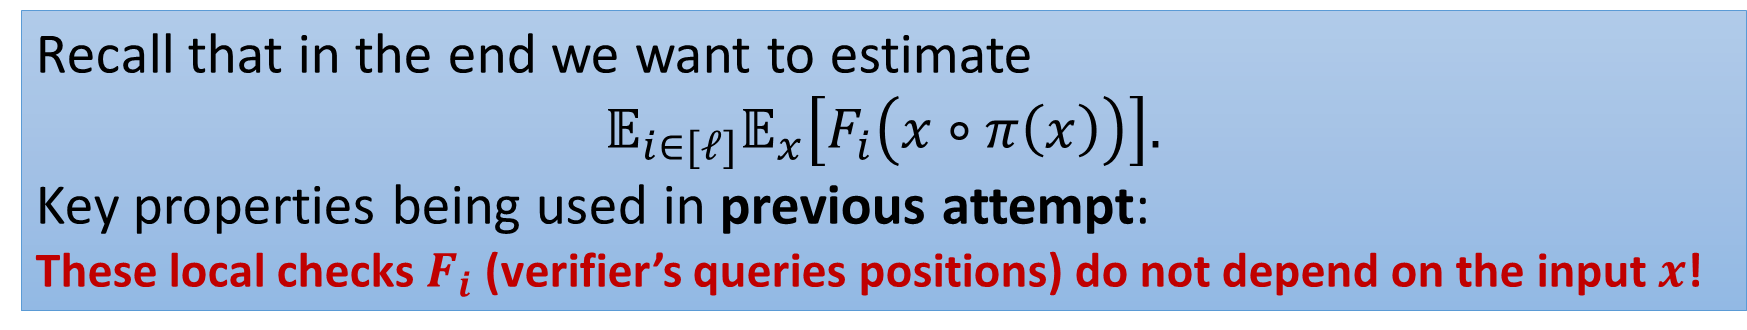 Recall that in the end we want to estimate
𝔼_{i∈[ℓ]}𝔼_x[F_i(x ∘ π(x))].
Key properties being used in previous attempt:
These local checks F_i (verifier’s queries positions) do not depend on the input x!